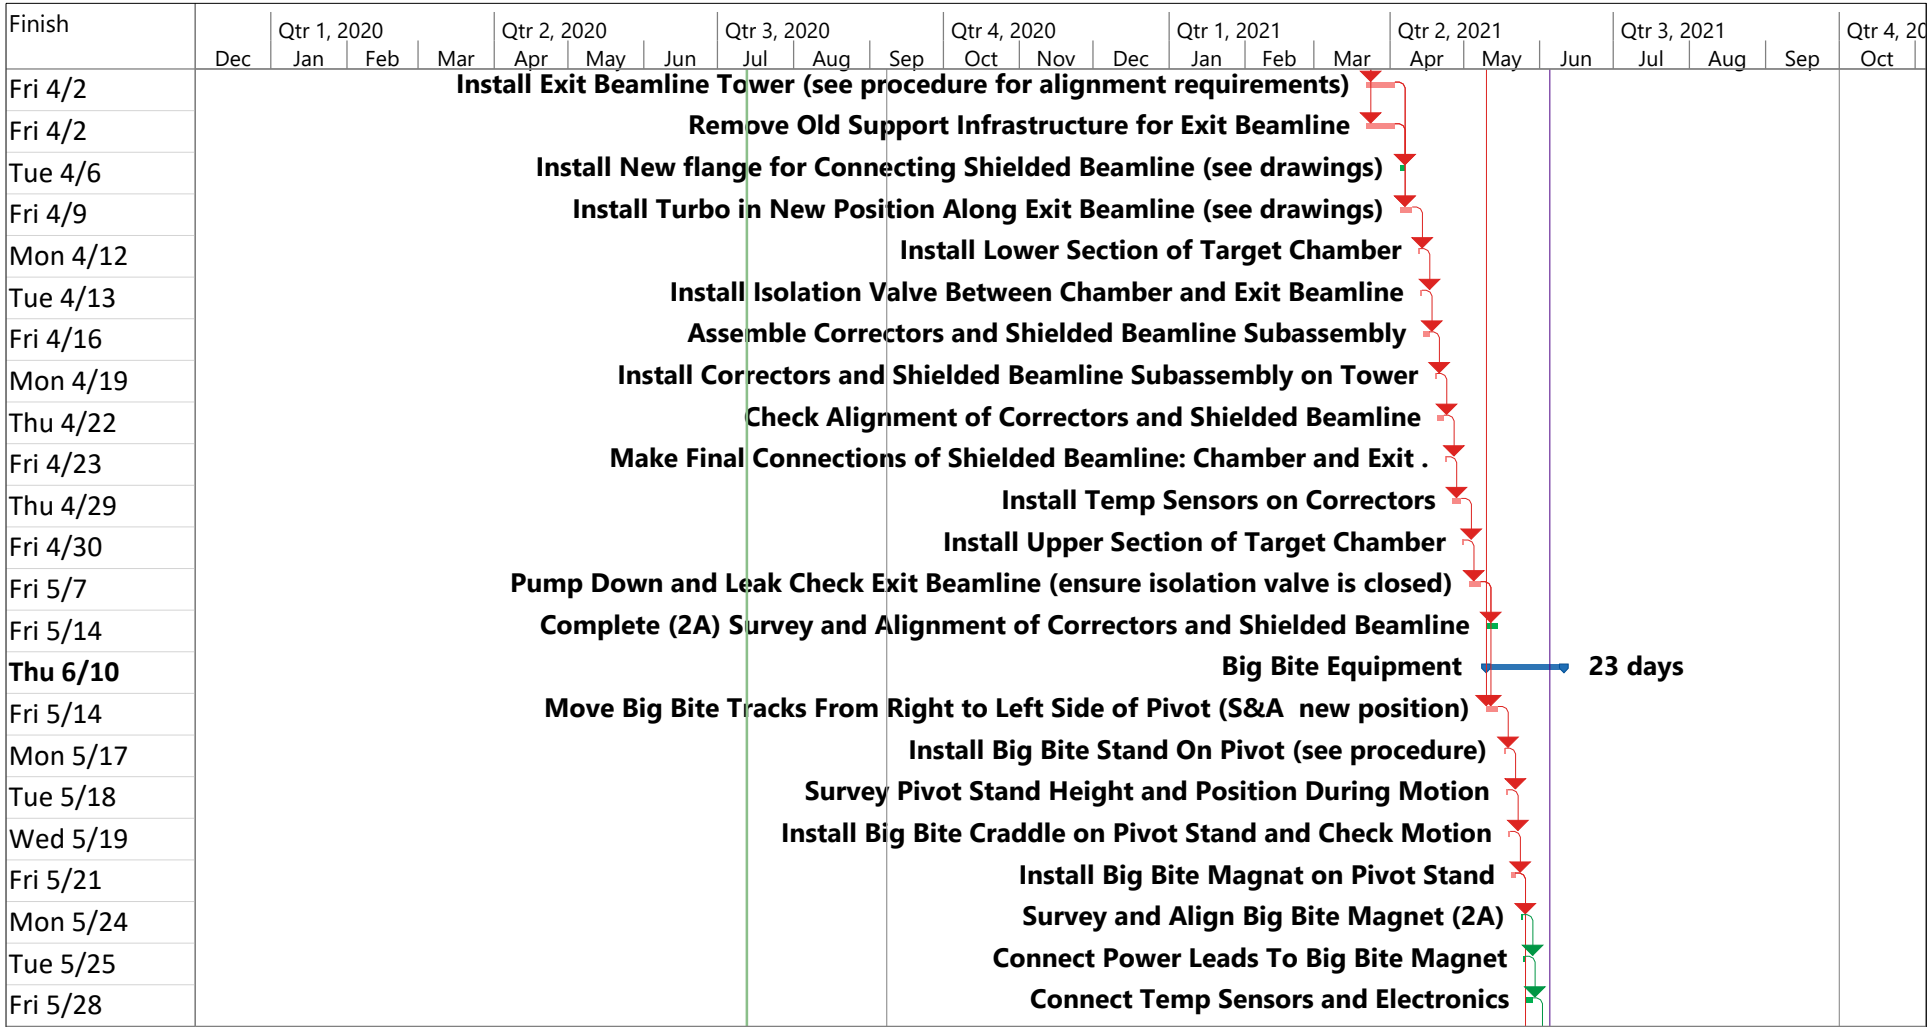 Finish
Qtr 1, 2020 Qtr 2, 2020 Qtr 3, 2020 Qtr 4, 2020 Qtr 1, 2021 Qtr 2, 2021 Qtr 3, 2021 Qtr 4, 20
Dec Jan Feb Mar Apr May Jun Jul Aug Sep Oct Nov Dec Jan Feb Mar Apr May Jun Jul Aug Sep Oct
Fri 4/2 Install Exit Beamline Tower (see procedure for alignment requirements)
Fri 4/2 Remove Old Support Infrastructure for Exit Beamline
Tue 4/6 Install New flange for Connecting Shielded Beamline (see drawings)
Fri 4/9 Install Turbo in New Position Along Exit Beamline (see drawings)
Mon 4/12 Install Lower Section of Target Chamber
Tue 4/13 Install Isolation Valve Between Chamber and Exit Beamline
Fri 4/16 Assemble Correctors and Shielded Beamline Subassembly
Mon 4/19 Install Correctors and Shielded Beamline Subassembly on Tower
Thu 4/22 Check Alignment of Correctors and Shielded Beamline
Fri 4/23 Make Final Connections of Shielded Beamline: Chamber and Exit .
Thu 4/29 Install Temp Sensors on Correctors
Fri 4/30 Install Upper Section of Target Chamber
Fri 5/7 Pump Down and Leak Check Exit Beamline (ensure isolation valve is closed)
Fri 5/14 Complete (2A) Survey and Alignment of Correctors and Shielded Beamline
Thu 6/10 Big Bite Equipment 23 days
Fri 5/14 Move Big Bite Tracks From Right to Left Side of Pivot (S&A new position)
Mon 5/17 Install Big Bite Stand On Pivot (see procedure)
Tue 5/18 Survey Pivot Stand Height and Position During Motion
Wed 5/19 Install Big Bite Craddle on Pivot Stand and Check Motion
Fri 5/21 Install Big Bite Magnat on Pivot Stand
Mon 5/24 Survey and Align Big Bite Magnet (2A)
Tue 5/25 Connect Power Leads To Big Bite Magnet
Fri 5/28 Connect Temp Sensors and Electronics